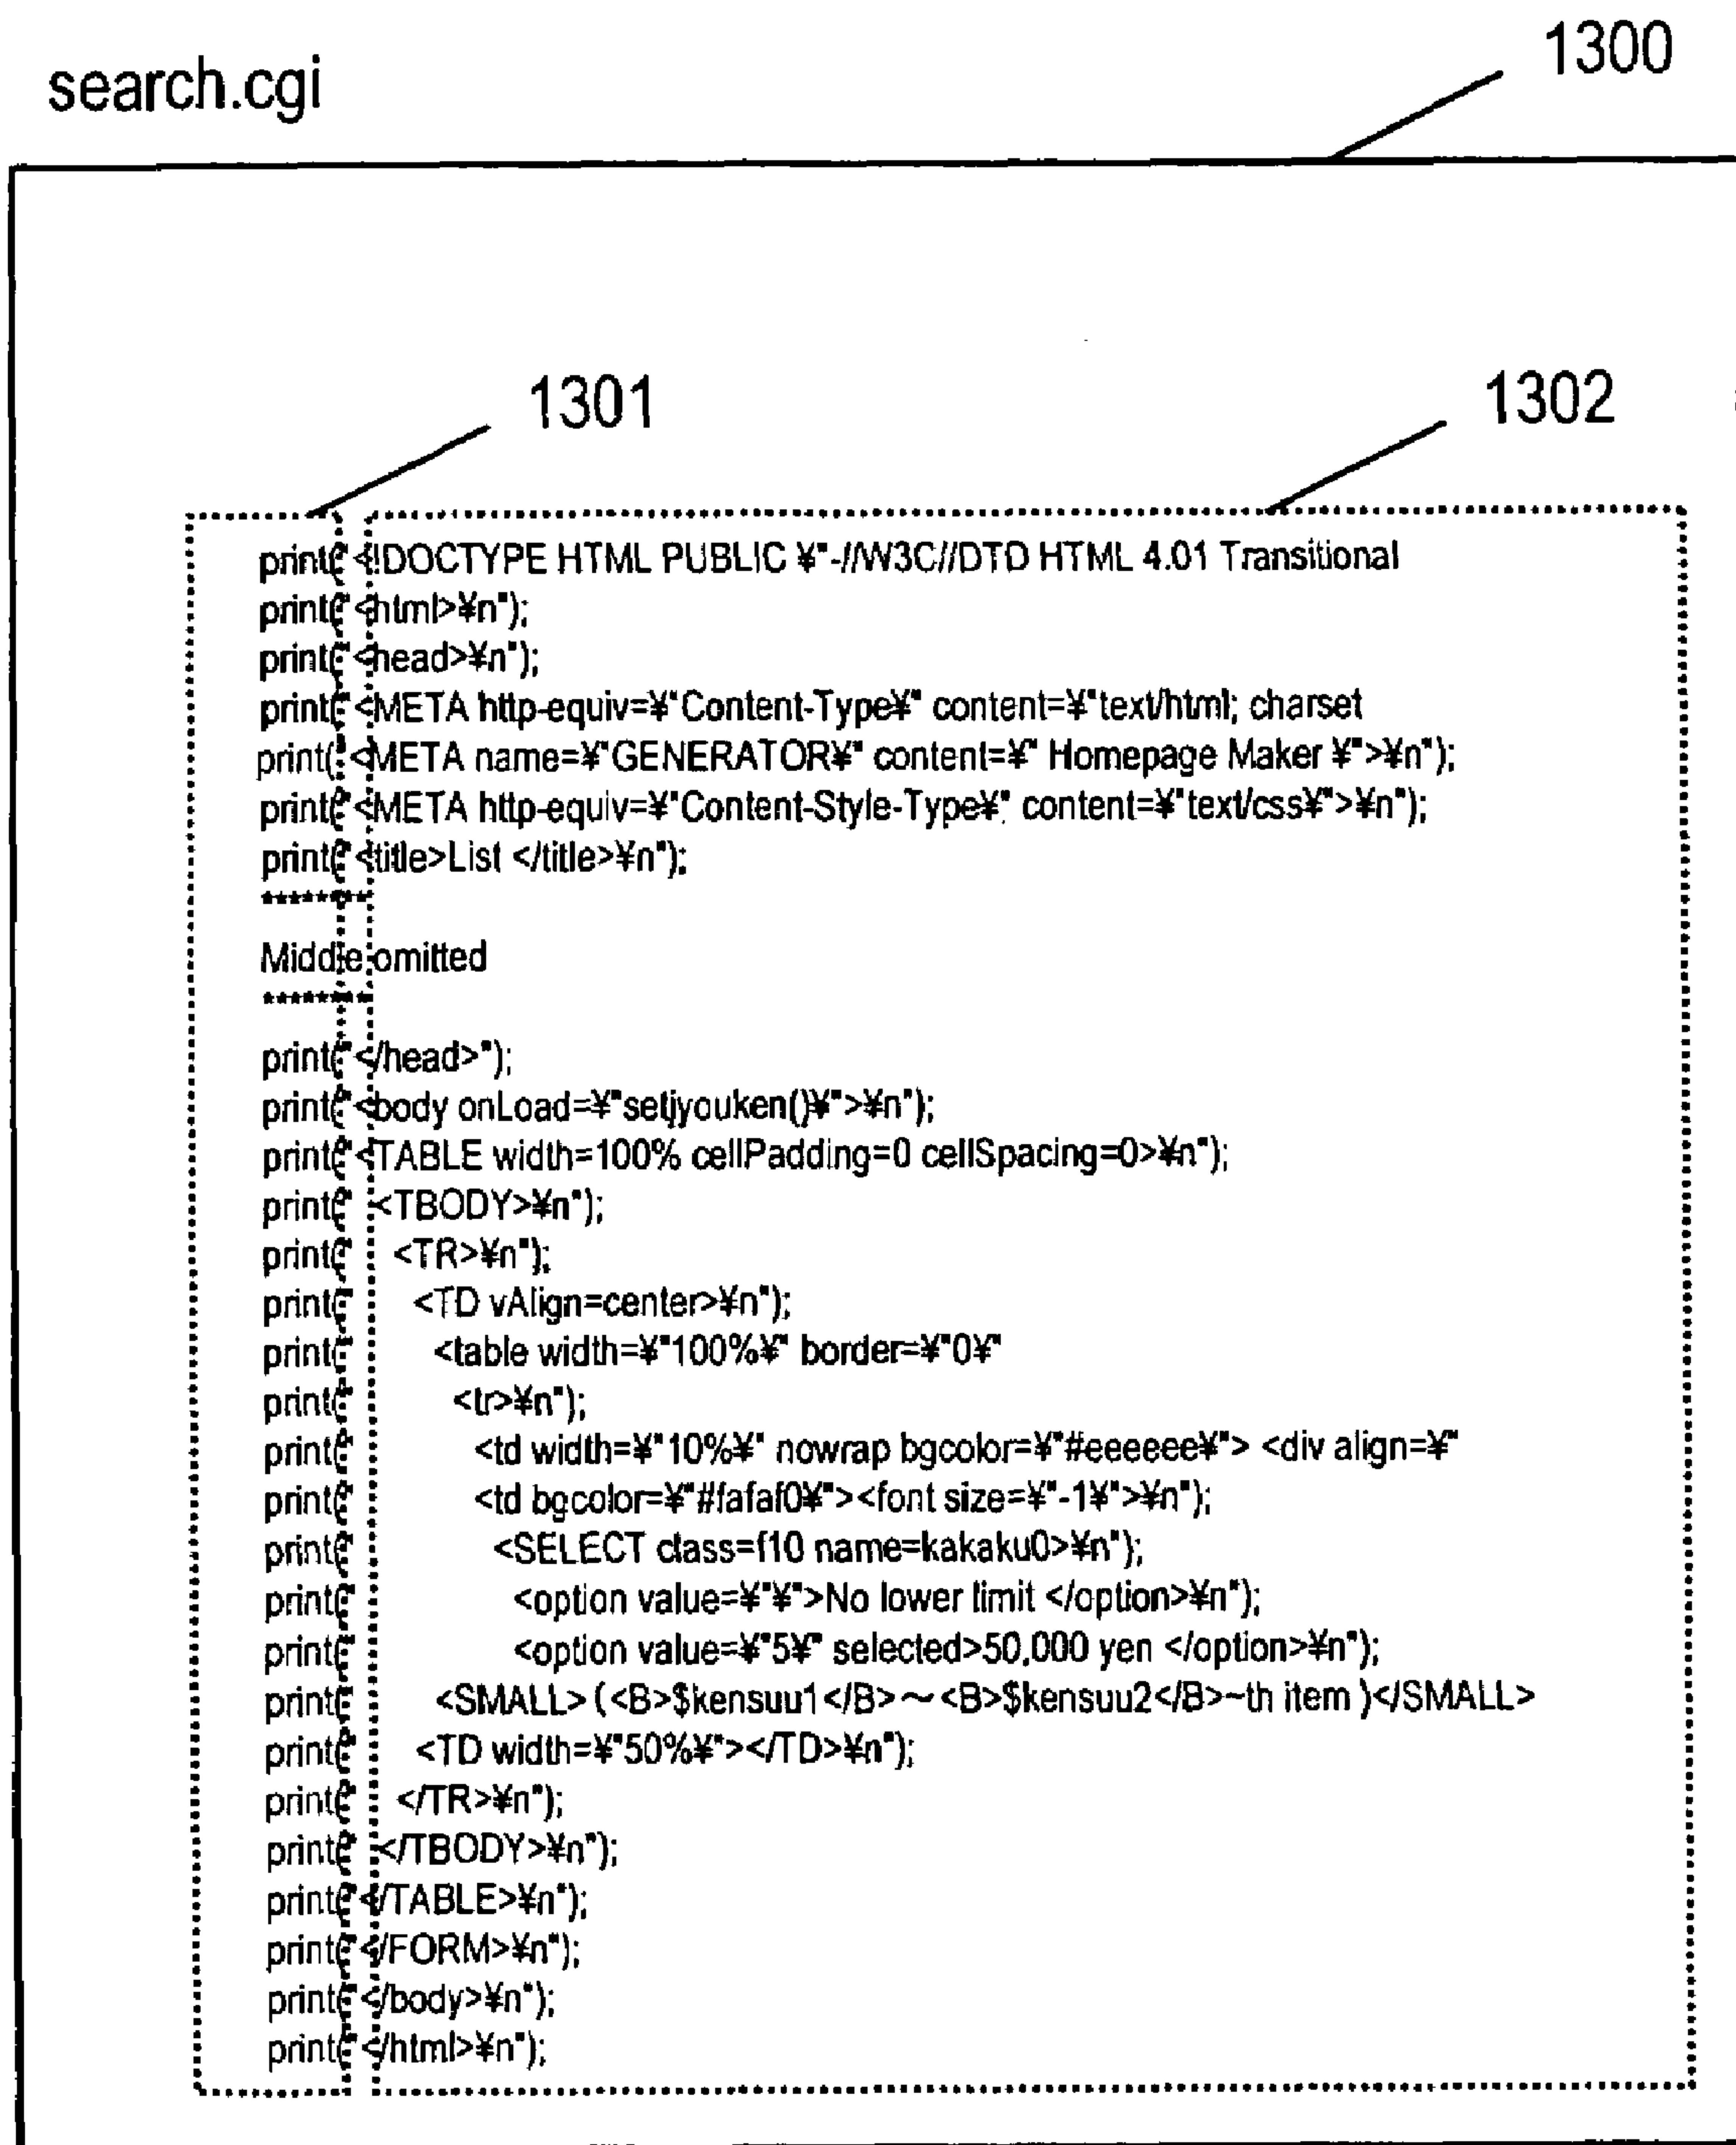 search.cgi
1300
1301
1302
print("<!DOCTYPE HTML PUBLIC ¥"-//W3C//DTD HTML 4.01 Transitional
print("<html>¥n");
print("<head>¥n");
print("<META http-equiv=¥"Content-Type¥" content=¥"text/html; charset
print("<META name=¥"GENERATOR¥" content=¥" Homepage Maker ¥">¥n");
print("<META http-equiv=¥"Content-Style-Type¥" content=¥"text/css¥">¥n");
print("<title>List </title>¥n");
********
Middle omitted
********
print("</head>");
print("<body onLoad=¥"setjyouken()¥">¥n");
print("<TABLE width=100% cellPadding=0 cellSpacing=0>¥n");
print("  <TBODY>¥n");
print("    <TR>¥n");
print("      <TD vAlign=center>¥n");
print("        <table width=¥"100%¥" border=¥"0¥"
print("          <tr>¥n");
print("            <td width=¥"10%¥" nowrap bgcolor=¥"#eeeeee¥"> <div align=¥"
print("            <td bgcolor=¥"#fafaf0¥"><font size=¥"-1¥">¥n");
print("              <SELECT class=f10 name=kakaku0>¥n");
print("                <option value=¥"¥">No lower limit </option>¥n");
print("                <option value=¥"5¥" selected>50,000 yen </option>¥n");
print("        <SMALL> (<B>$kensuu1</B>～<B>$kensuu2</B>~th item )</SMALL>
print("      <TD width=¥"50%¥"></TD>¥n");
print("    </TR>¥n");
print("  </TBODY>¥n");
print("</TABLE>¥n");
print("</FORM>¥n");
print("</body>¥n");
print("</html>¥n");